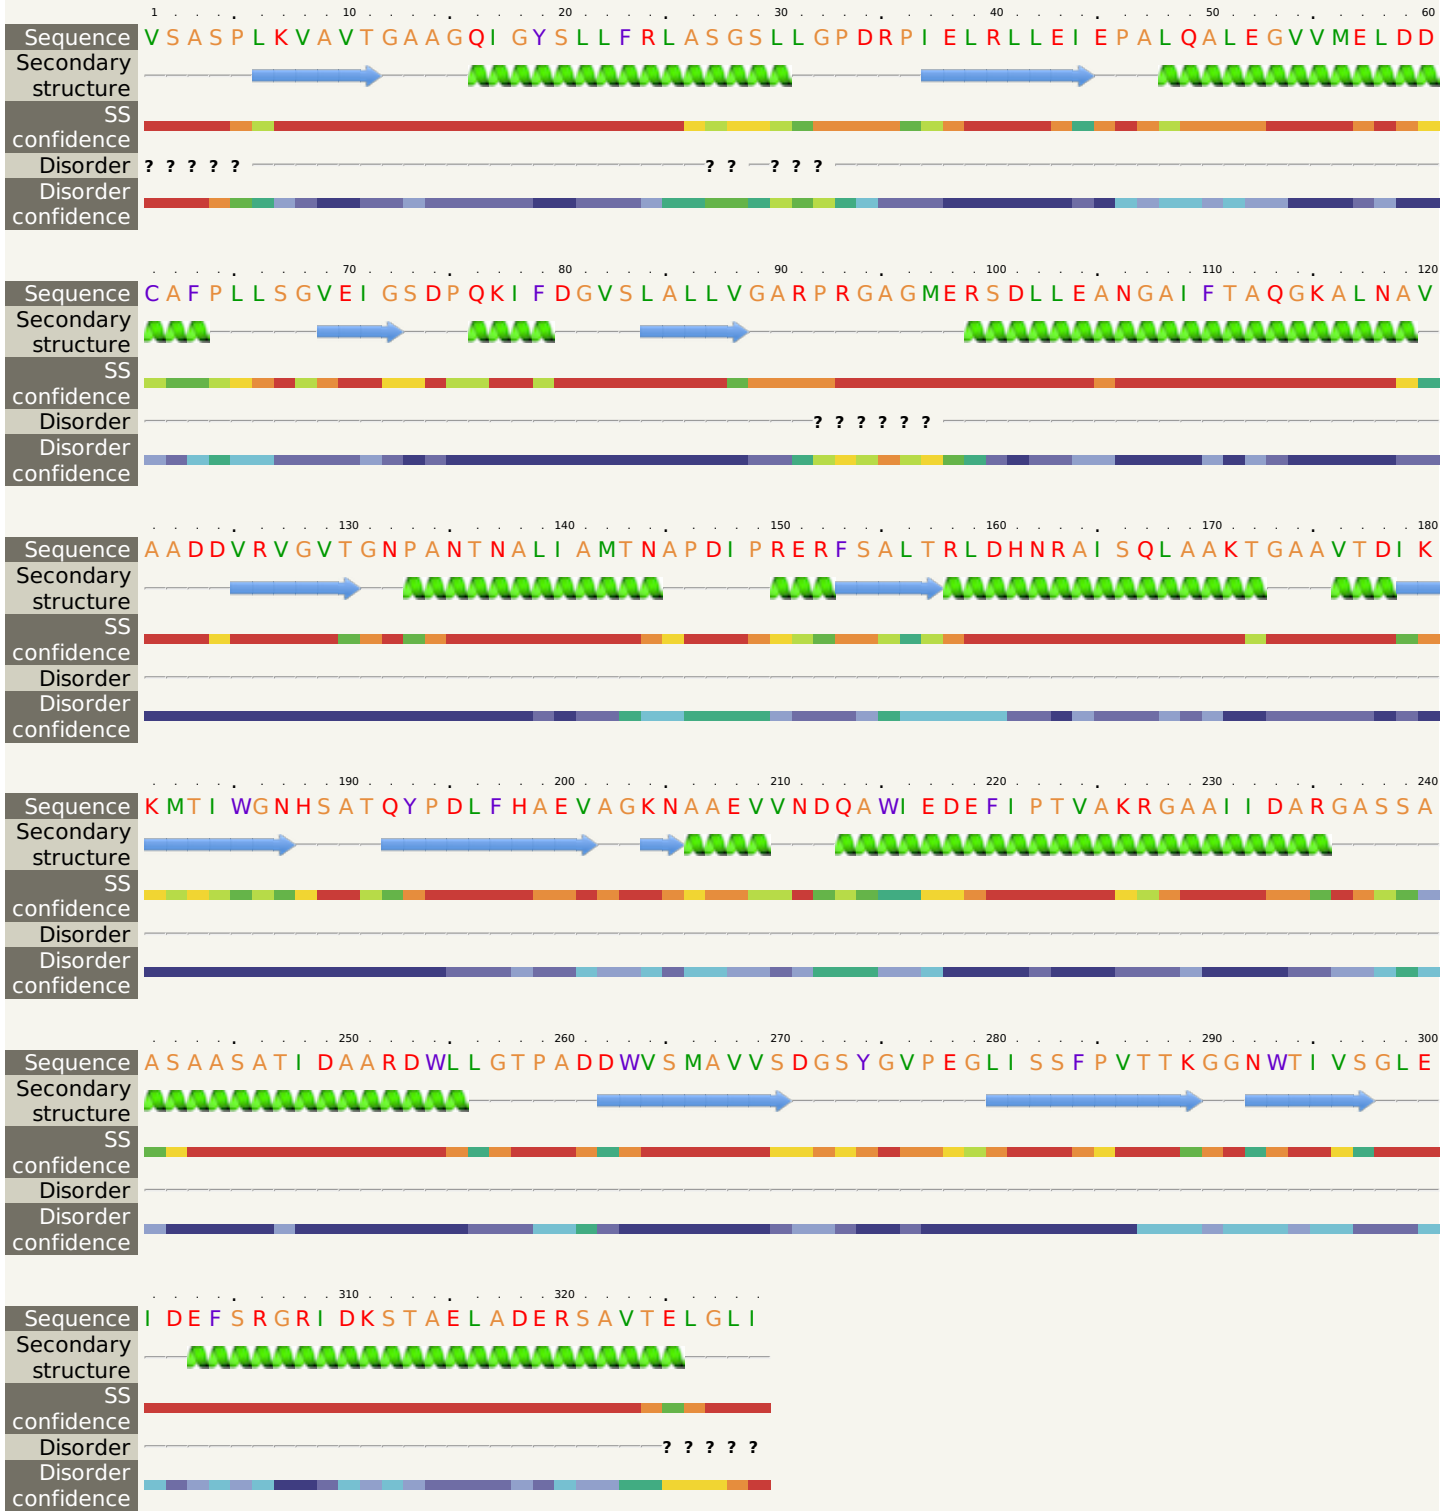 1 . . . . . . . . 10 . . . . . . . . . 20 . . . . . . . . . 30 . . . . . . . . . 40 . . . . . . . . . 50 . . . . . . . . . 60
Sequence VSASPLKVAVTGAAGQIGYSLLFRLASGSLLGPDRPIELRLLEIEPALQALEGVVMELDD
Secondary
structure
SS
confidence
Disorder ? ? ? ? ? ? ? ? ? ?
Disorder
confidence
. . . . . . . . . 70 . . . . . . . . . 80 . . . . . . . . . 90 . . . . . . . . . 100 . . . . . . . . . 110 . . . . . . . . . 120
Sequence CAFPLLSGVEIGSDPQKIFDGVSLALLVGARPRGAGMERSDLLEANGAIFTAQGKALNAV
Secondary
structure
SS
confidence
Disorder ? ? ? ? ? ?
Disorder
confidence
. . . . . . . . . 130 . . . . . . . . . 140 . . . . . . . . . 150 . . . . . . . . . 160 . . . . . . . . . 170 . . . . . . . . . 180
Sequence AADDVRVGVTGNPANTNALIAMTNAPDIPRERFSALTRLDHNRAISQLAAKTGAAVTDIK
Secondary
structure
SS
confidence
Disorder
Disorder
confidence
. . . . . . . . . 190 . . . . . . . . . 200 . . . . . . . . . 210 . . . . . . . . . 220 . . . . . . . . . 230 . . . . . . . . . 240
Sequence KMTIWGNHSATQYPDLFHAEVAGKNAAEVVNDQAWIEDEFIPTVAKRGAAIIDARGASSA
Secondary
structure
SS
confidence
Disorder
Disorder
confidence
. . . . . . . . . 250 . . . . . . . . . 260 . . . . . . . . . 270 . . . . . . . . . 280 . . . . . . . . . 290 . . . . . . . . . 300
Sequence ASAASATIDAARDWLLGTPADDWVSMAVVSDGSYGVPEGLISSFPVTTKGGNWTIVSGLE
Secondary
structure
SS
confidence
Disorder
Disorder
confidence
. . . . . . . . . 310 . . . . . . . . . 320 . . . . . . . . .
Sequence IDEFSRGRIDKSTAELADERSAVTELGLI
Secondary
structure
SS
confidence
Disorder ? ? ? ? ?
Disorder
confidence